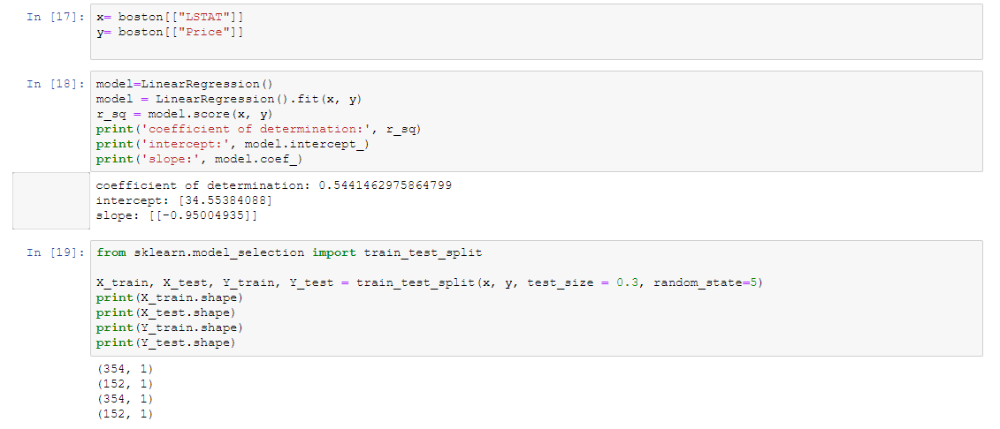 In [17]: x= boston[["LSTAT"]]
y= boston[["Price"]]
In [18]: model=LinearRegression()
model = LinearRegression().fit(x, y)
r_sq = model.score(x, y)
print('coefficient of determination:', r_sq)
print('intercept:', model.intercept_)
print('slope:', model.coef_)
coefficient of determination: 0.5441462975864799
intercept: [34.55384088]
slope: [[-0.95004935]]
In [19]: from sklearn.model_selection import train_test_split
X_train, X_test, Y_train, Y_test = train_test_split(x, y, test_size = 0.3, random_state=5)
print(X_train.shape)
print(X_test.shape)
print(Y_train.shape)
print(Y_test.shape)
(354, 1)
(152, 1)
(354, 1)
(152, 1)